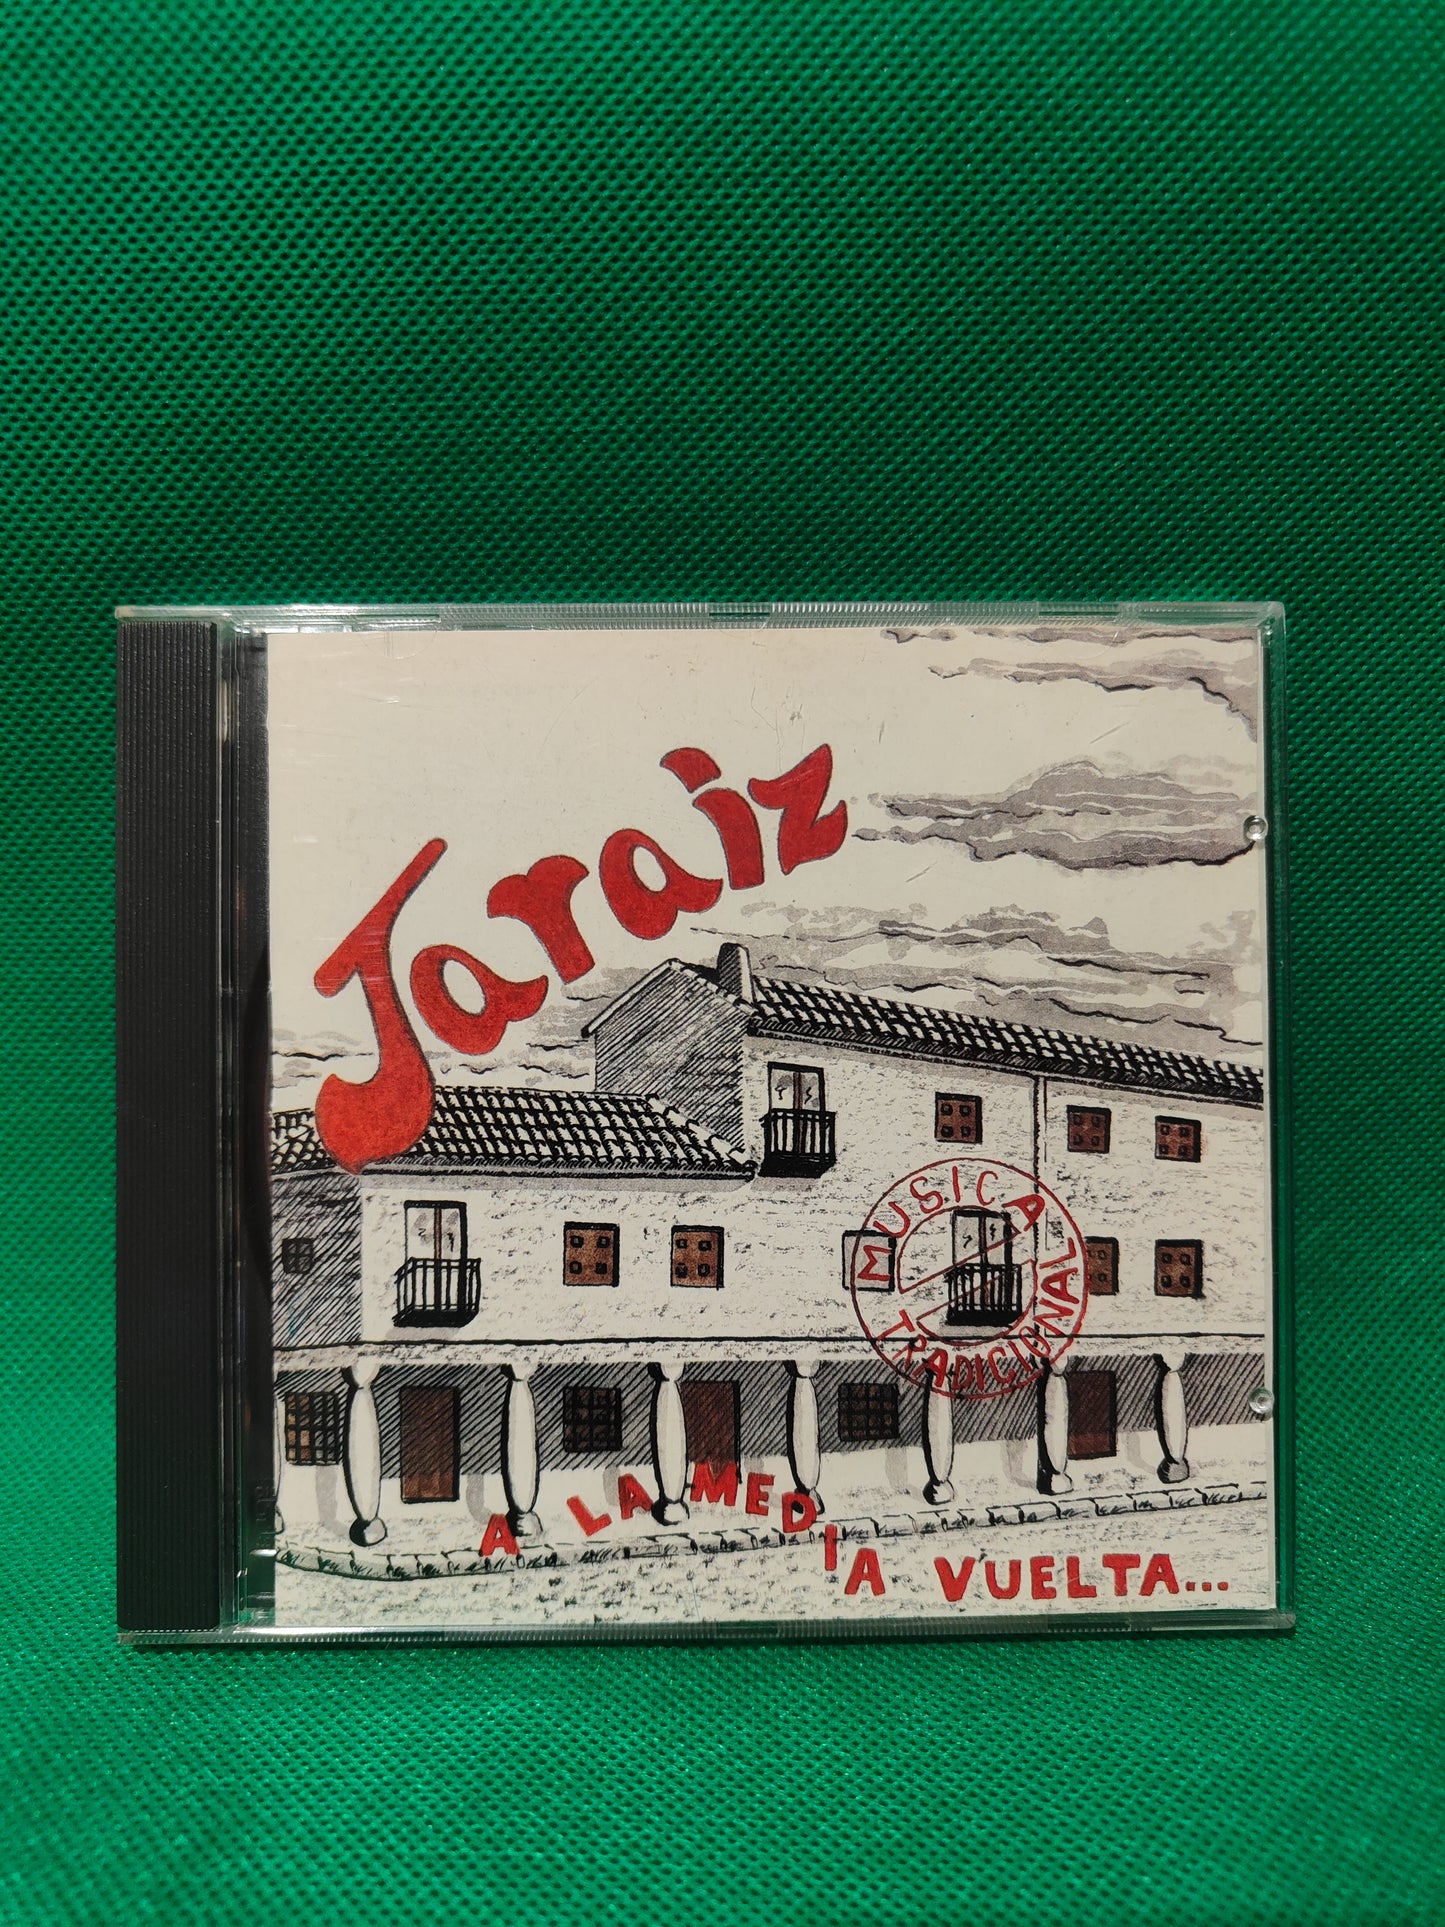 Jaraiz
MUSICA
TRADICIONAL
A LA MEDIA VUELTA...